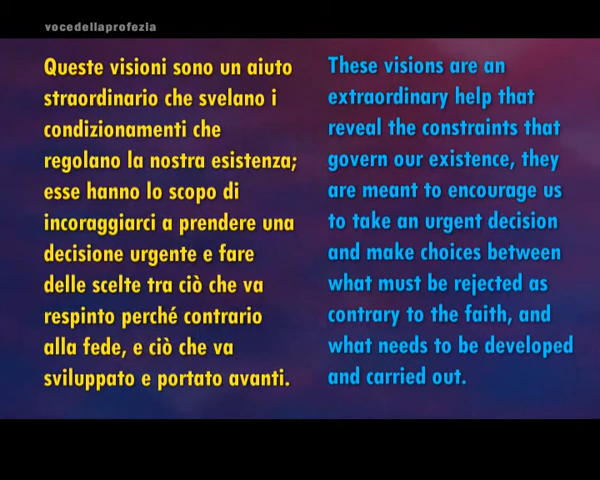 vocedellaprofezia
Queste visioni sono un aiuto
straordinario che svelano i
condizionamenti che
regolano la nostra esistenza;
esse hanno lo scopo di
incoraggiarci a prendere una
decisione urgente e fare
delle scelte tra ciò che va
respinto perché contrario
alla fede, e ciò che va
sviluppato e portato avanti.
These visions are an
extraordinary help that
reveal the constraints that
govern our existence, they
are meant to encourage us
to take an urgent decision
and make choices between
what must be rejected as
contrary to the faith, and
what needs to be developed
and carried out.